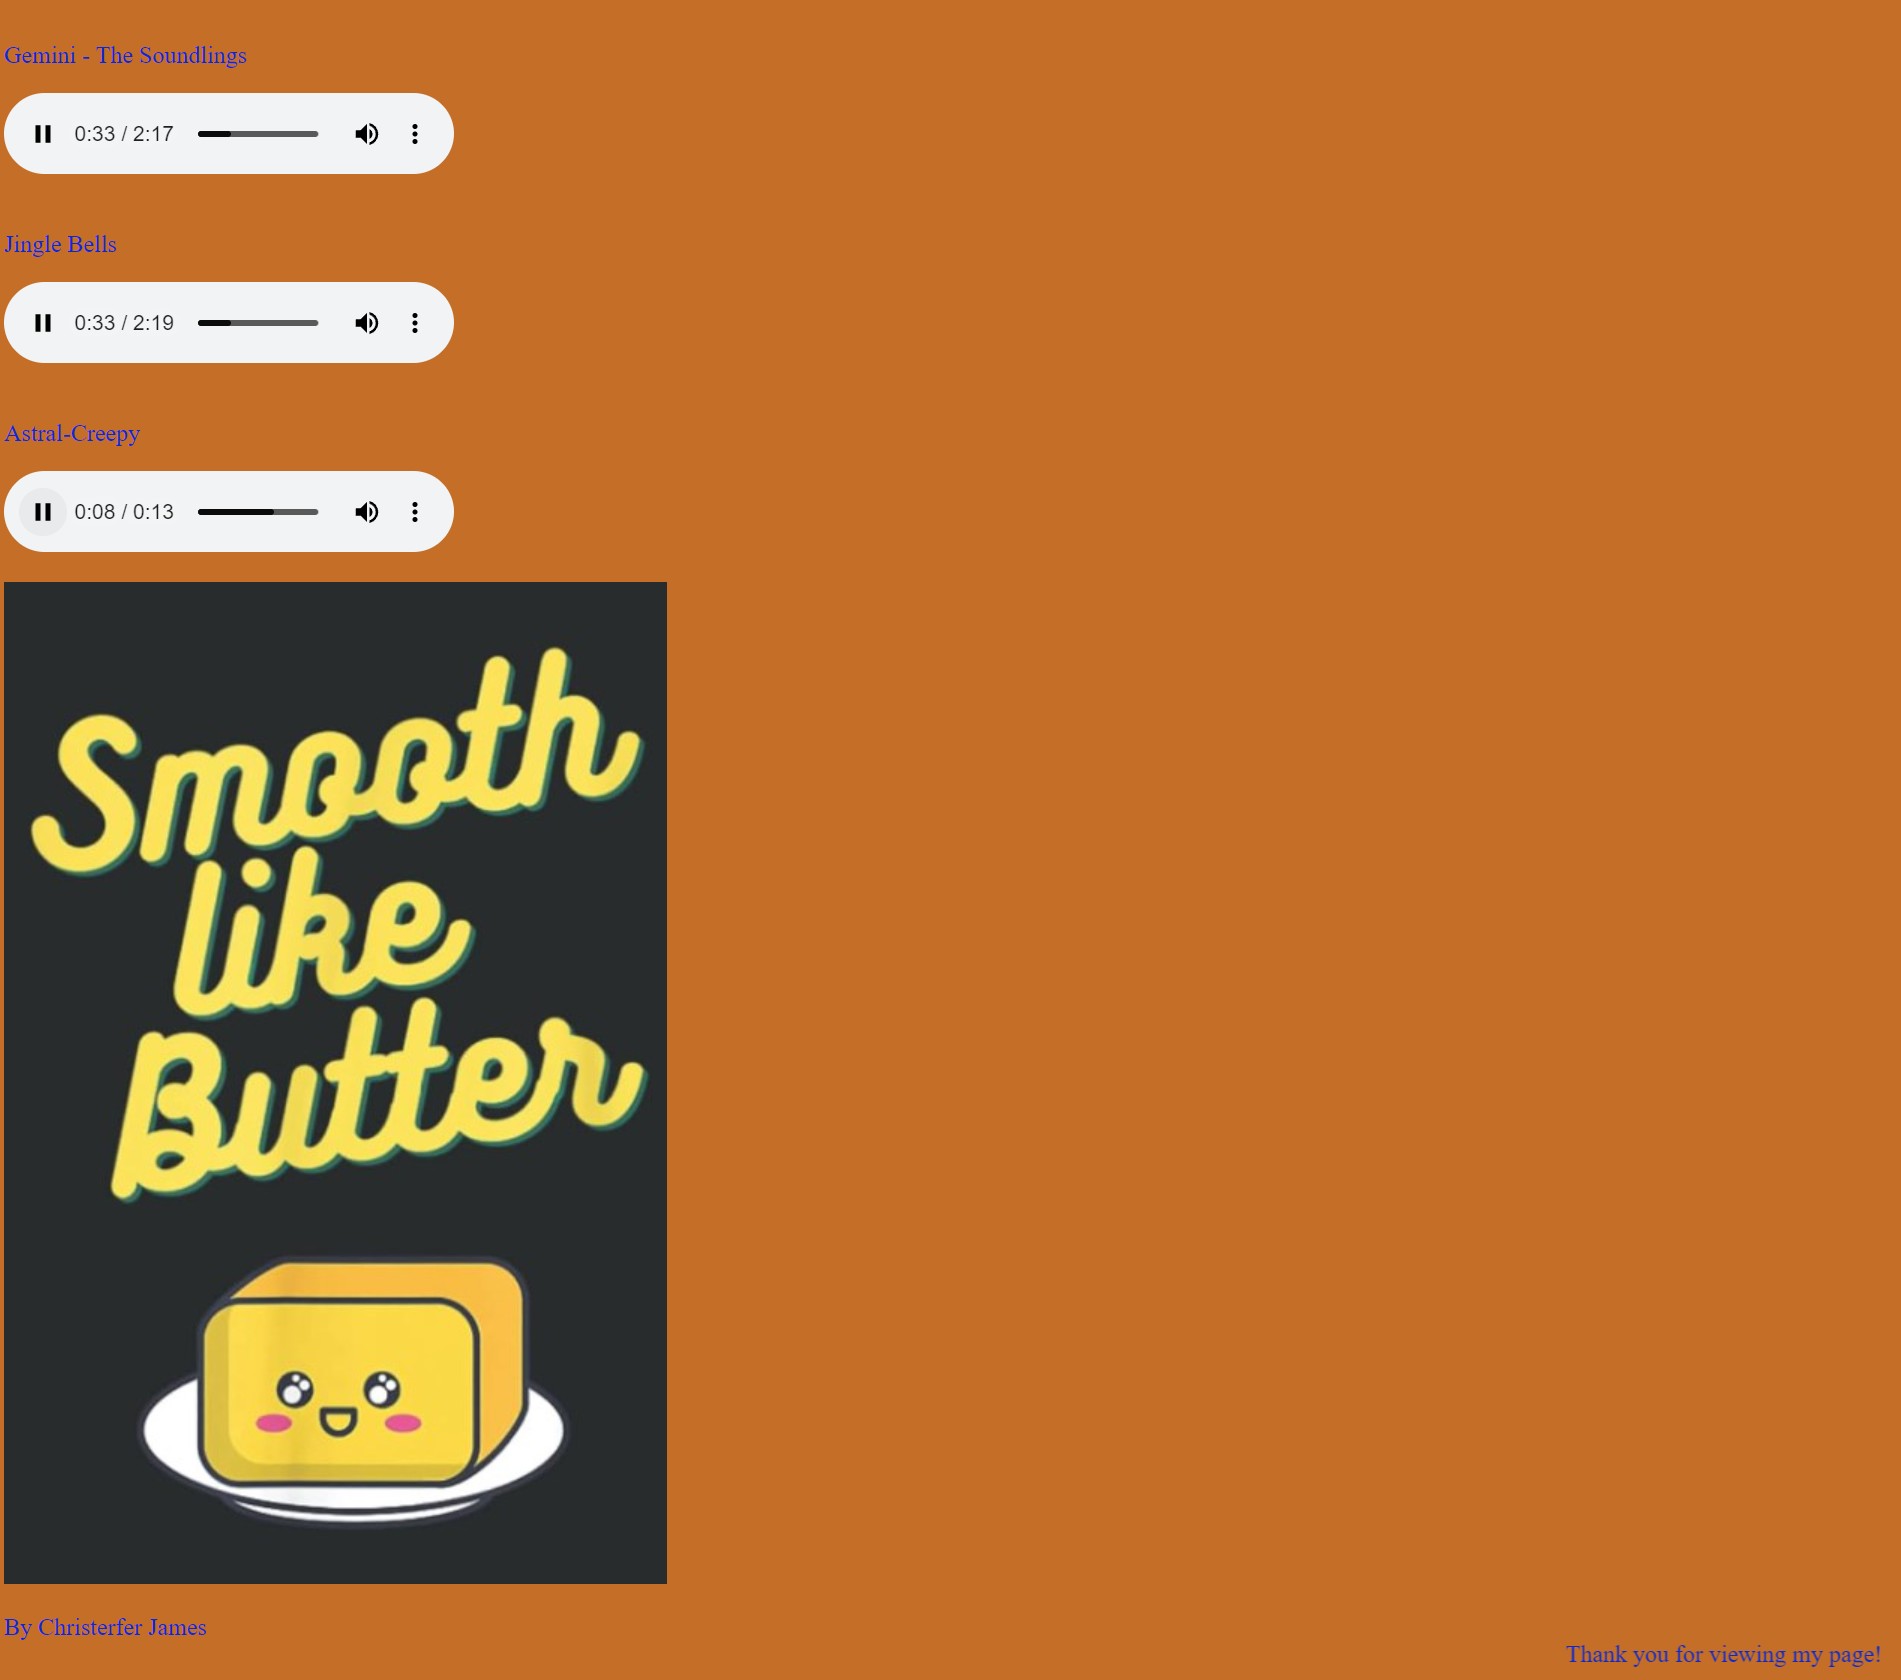 Gemini - The Soundlings
0:33 / 2:17
Jingle Bells
0:33 / 2:19
Astral-Creepy
0:08 / 0:13
Smooth
like
Butter
By Christerfer James
Thank you for viewing my page!